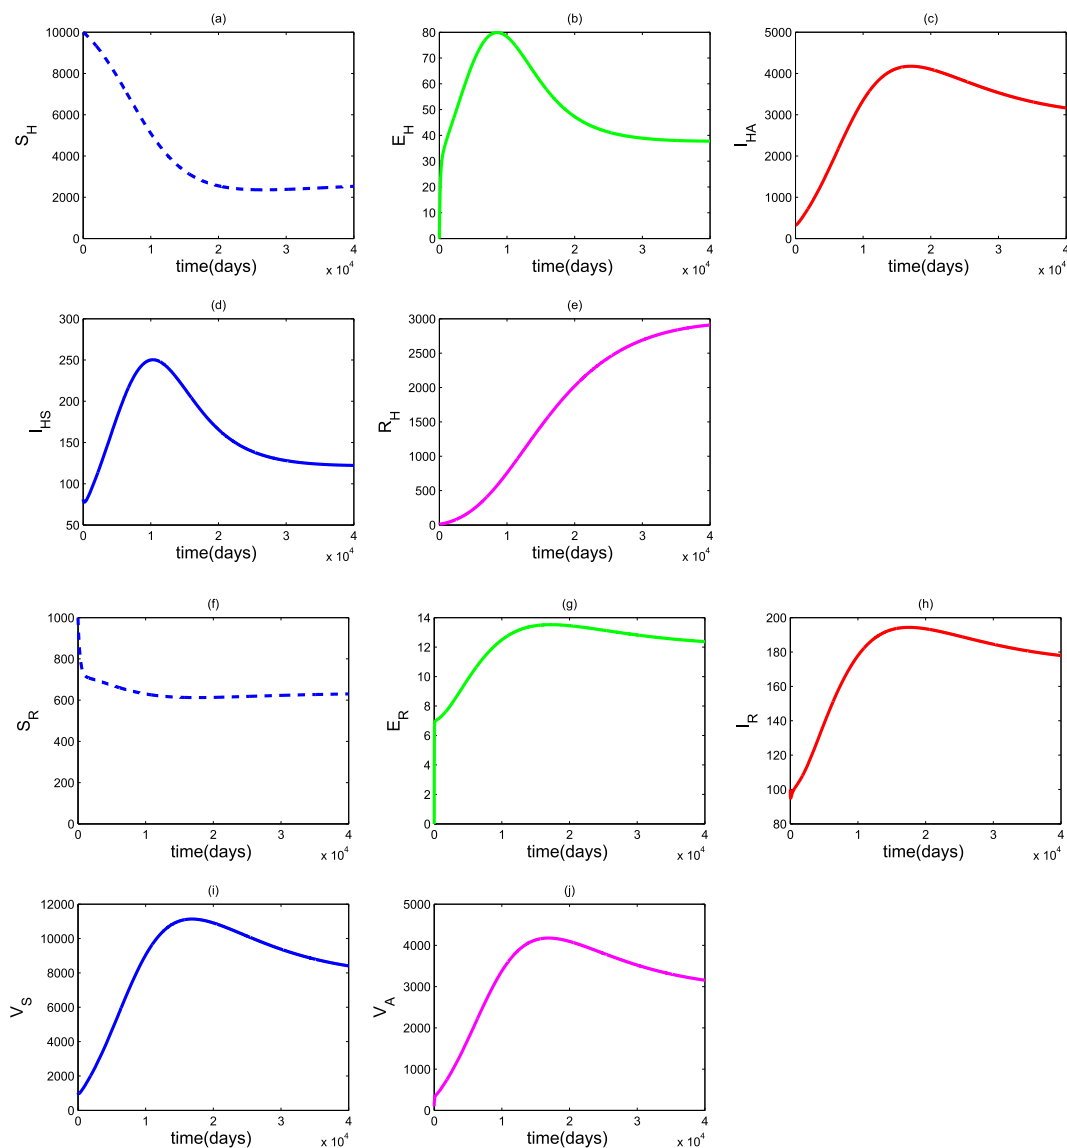 (a)
10000
8000
6000
4000
2000
0
S_H
0 1 2 3 4
time(days)
x 10^4
(b)
80
70
60
50
40
30
20
10
0
E_H
0 1 2 3 4
time(days)
x 10^4
(c)
5000
4000
3000
2000
1000
0
I_HA
0 1 2 3 4
time(days)
x 10^4
(d)
300
250
200
150
100
50
I_HS
0 1 2 3 4
time(days)
x 10^4
(e)
3000
2500
2000
1500
1000
500
0
R_H
0 1 2 3 4
time(days)
x 10^4
(f)
1000
800
600
400
200
0
S_R
0 1 2 3 4
time(days)
x 10^4
(g)
14
12
10
8
6
4
2
0
E_R
0 1 2 3 4
time(days)
x 10^4
(h)
200
180
160
140
120
100
80
I_R
0 1 2 3 4
time(days)
x 10^4
(i)
12000
10000
8000
6000
4000
2000
0
V_S
0 1 2 3 4
time(days)
x 10^4
(j)
5000
4000
3000
2000
1000
0
V_A
0 1 2 3 4
time(days)
x 10^4